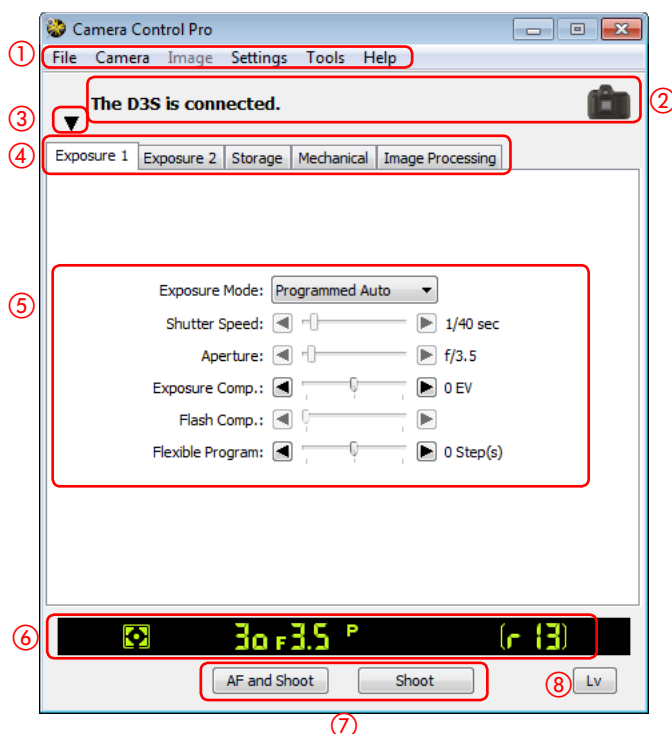 Camera Control Pro
① File Camera Image Settings Tools Help
The D3S is connected. ②
③
④ Exposure 1 Exposure 2 Storage Mechanical Image Processing
⑤
Exposure Mode: Programmed Auto
Shutter Speed: 1/40 sec
Aperture: f/3.5
Exposure Comp.: 0 EV
Flash Comp.:
Flexible Program: 0 Step(s)
⑥ 30 F3.5 P (r 13)
AF and Shoot Shoot ⑧ Lv
⑦